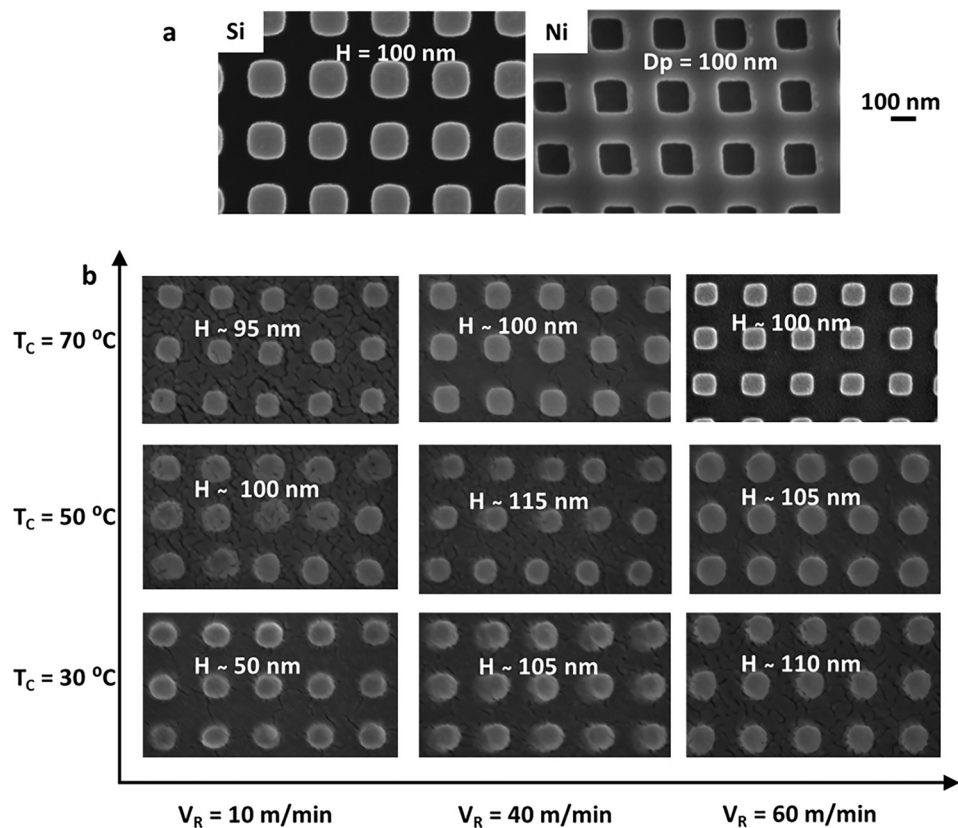 a
Si
H = 100 nm
Ni
Dp = 100 nm
100 nm
b
T_C = 70 °C
H ~ 95 nm
H ~ 100 nm
H ~ 100 nm
T_C = 50 °C
H ~ 100 nm
H ~ 115 nm
H ~ 105 nm
T_C = 30 °C
H ~ 50 nm
H ~ 105 nm
H ~ 110 nm
V_R = 10 m/min
V_R = 40 m/min
V_R = 60 m/min